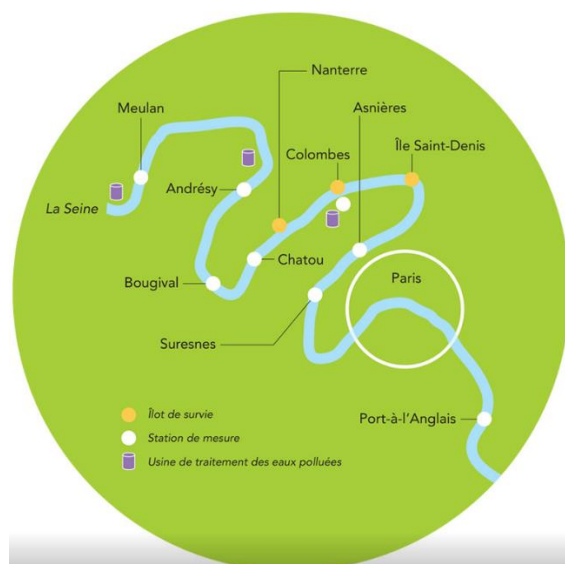 Nanterre
Meulan
Asnières
Colombes
Île Saint-Denis
Andrésy
La Seine
Chatou
Paris
Bougival
Suresnes
Port-à-l'Anglais
Îlot de survie
Station de mesure
Usine de traitement des eaux polluées